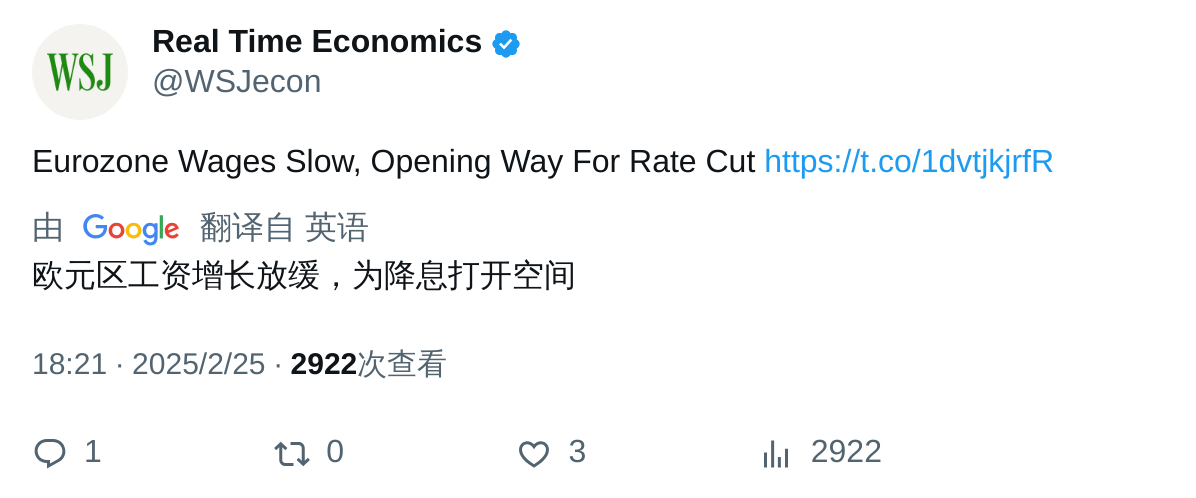 WSJ
Real Time Economics
@WSJecon
Eurozone Wages Slow, Opening Way For Rate Cut https://t.co/1dvtjkjrfR
由 Google 翻译自 英语
欧元区工资增长放缓，为降息打开空间
18:21 · 2025/2/25 · 2922次查看
1 0 3 2922